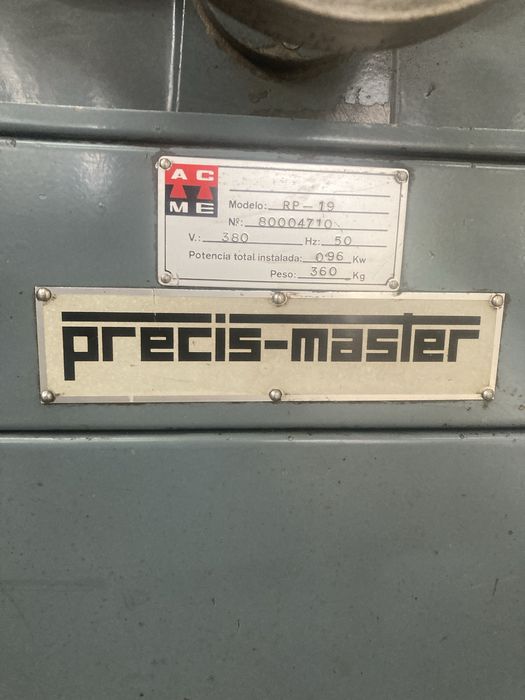 AC
ME
Modelo: RP-19
Nº: 80004710
V.: 380 Hz: 50
Potencia total instalada: 096 Kw
Peso: 360 Kg
precis-master